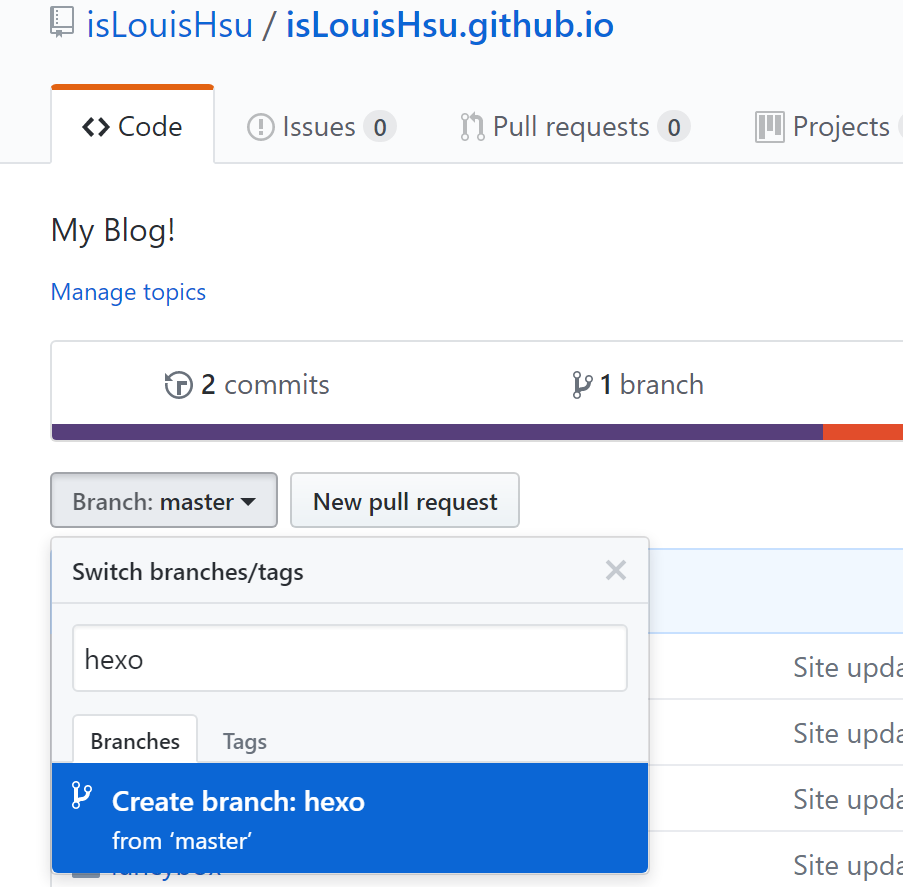 isLouisHsu / isLouisHsu.github.io
Code Issues 0 Pull requests 0 Projects
My Blog!
Manage topics
2 commits 1 branch
Branch: master New pull request
Switch branches/tags
hexo
Site upda
Branches Tags
Site upda
Create branch: hexo
Site upda
from ‘master’
fancybox Site upda